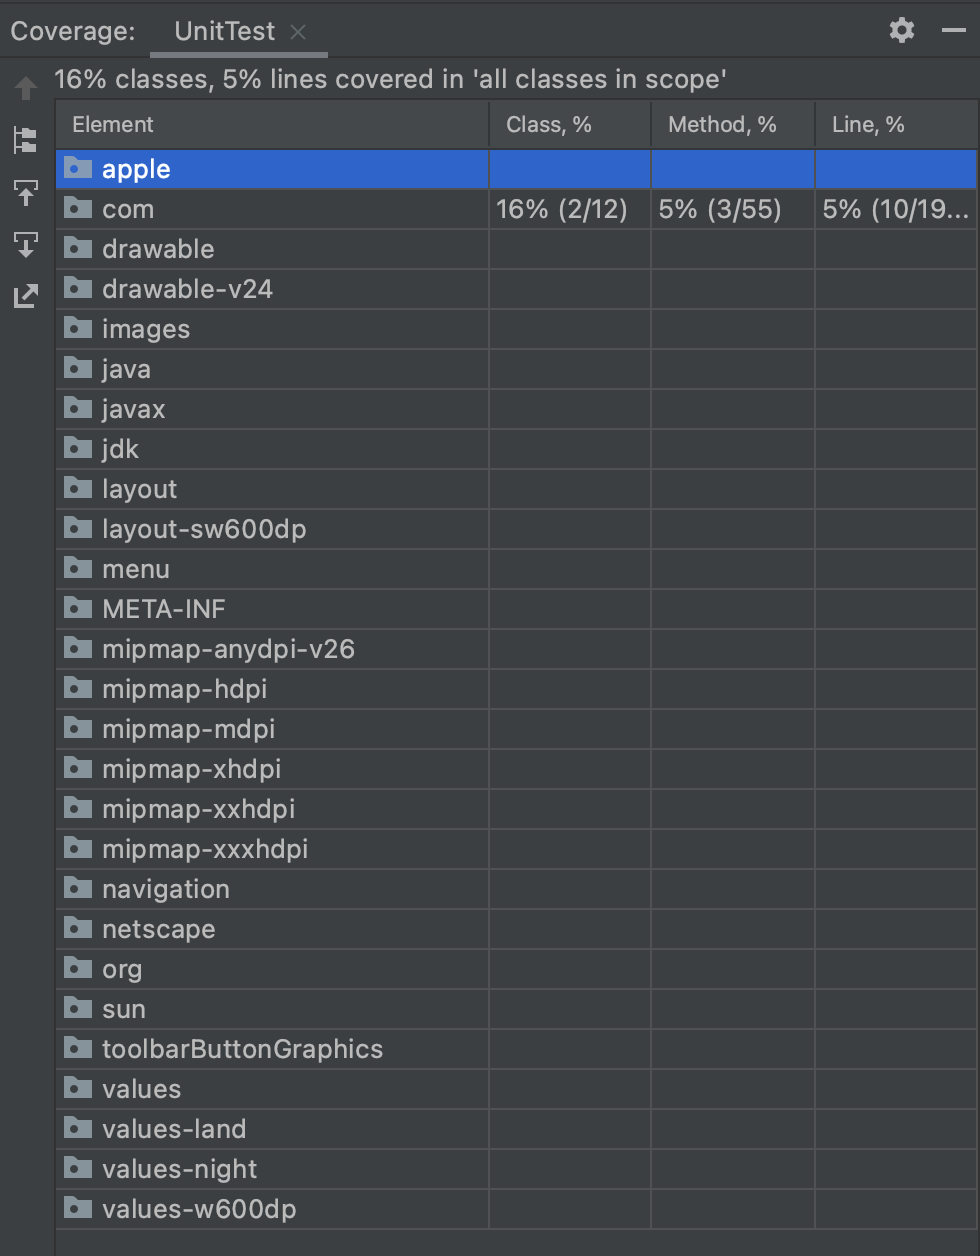 Coverage: UnitTest
16% classes, 5% lines covered in 'all classes in scope'
Element Class, % Method, % Line, %
apple
com 16% (2/12) 5% (3/55) 5% (10/19...
drawable
drawable-v24
images
java
javax
jdk
layout
layout-sw600dp
menu
META-INF
mipmap-anydpi-v26
mipmap-hdpi
mipmap-mdpi
mipmap-xhdpi
mipmap-xxhdpi
mipmap-xxxhdpi
navigation
netscape
org
sun
toolbarButtonGraphics
values
values-land
values-night
values-w600dp